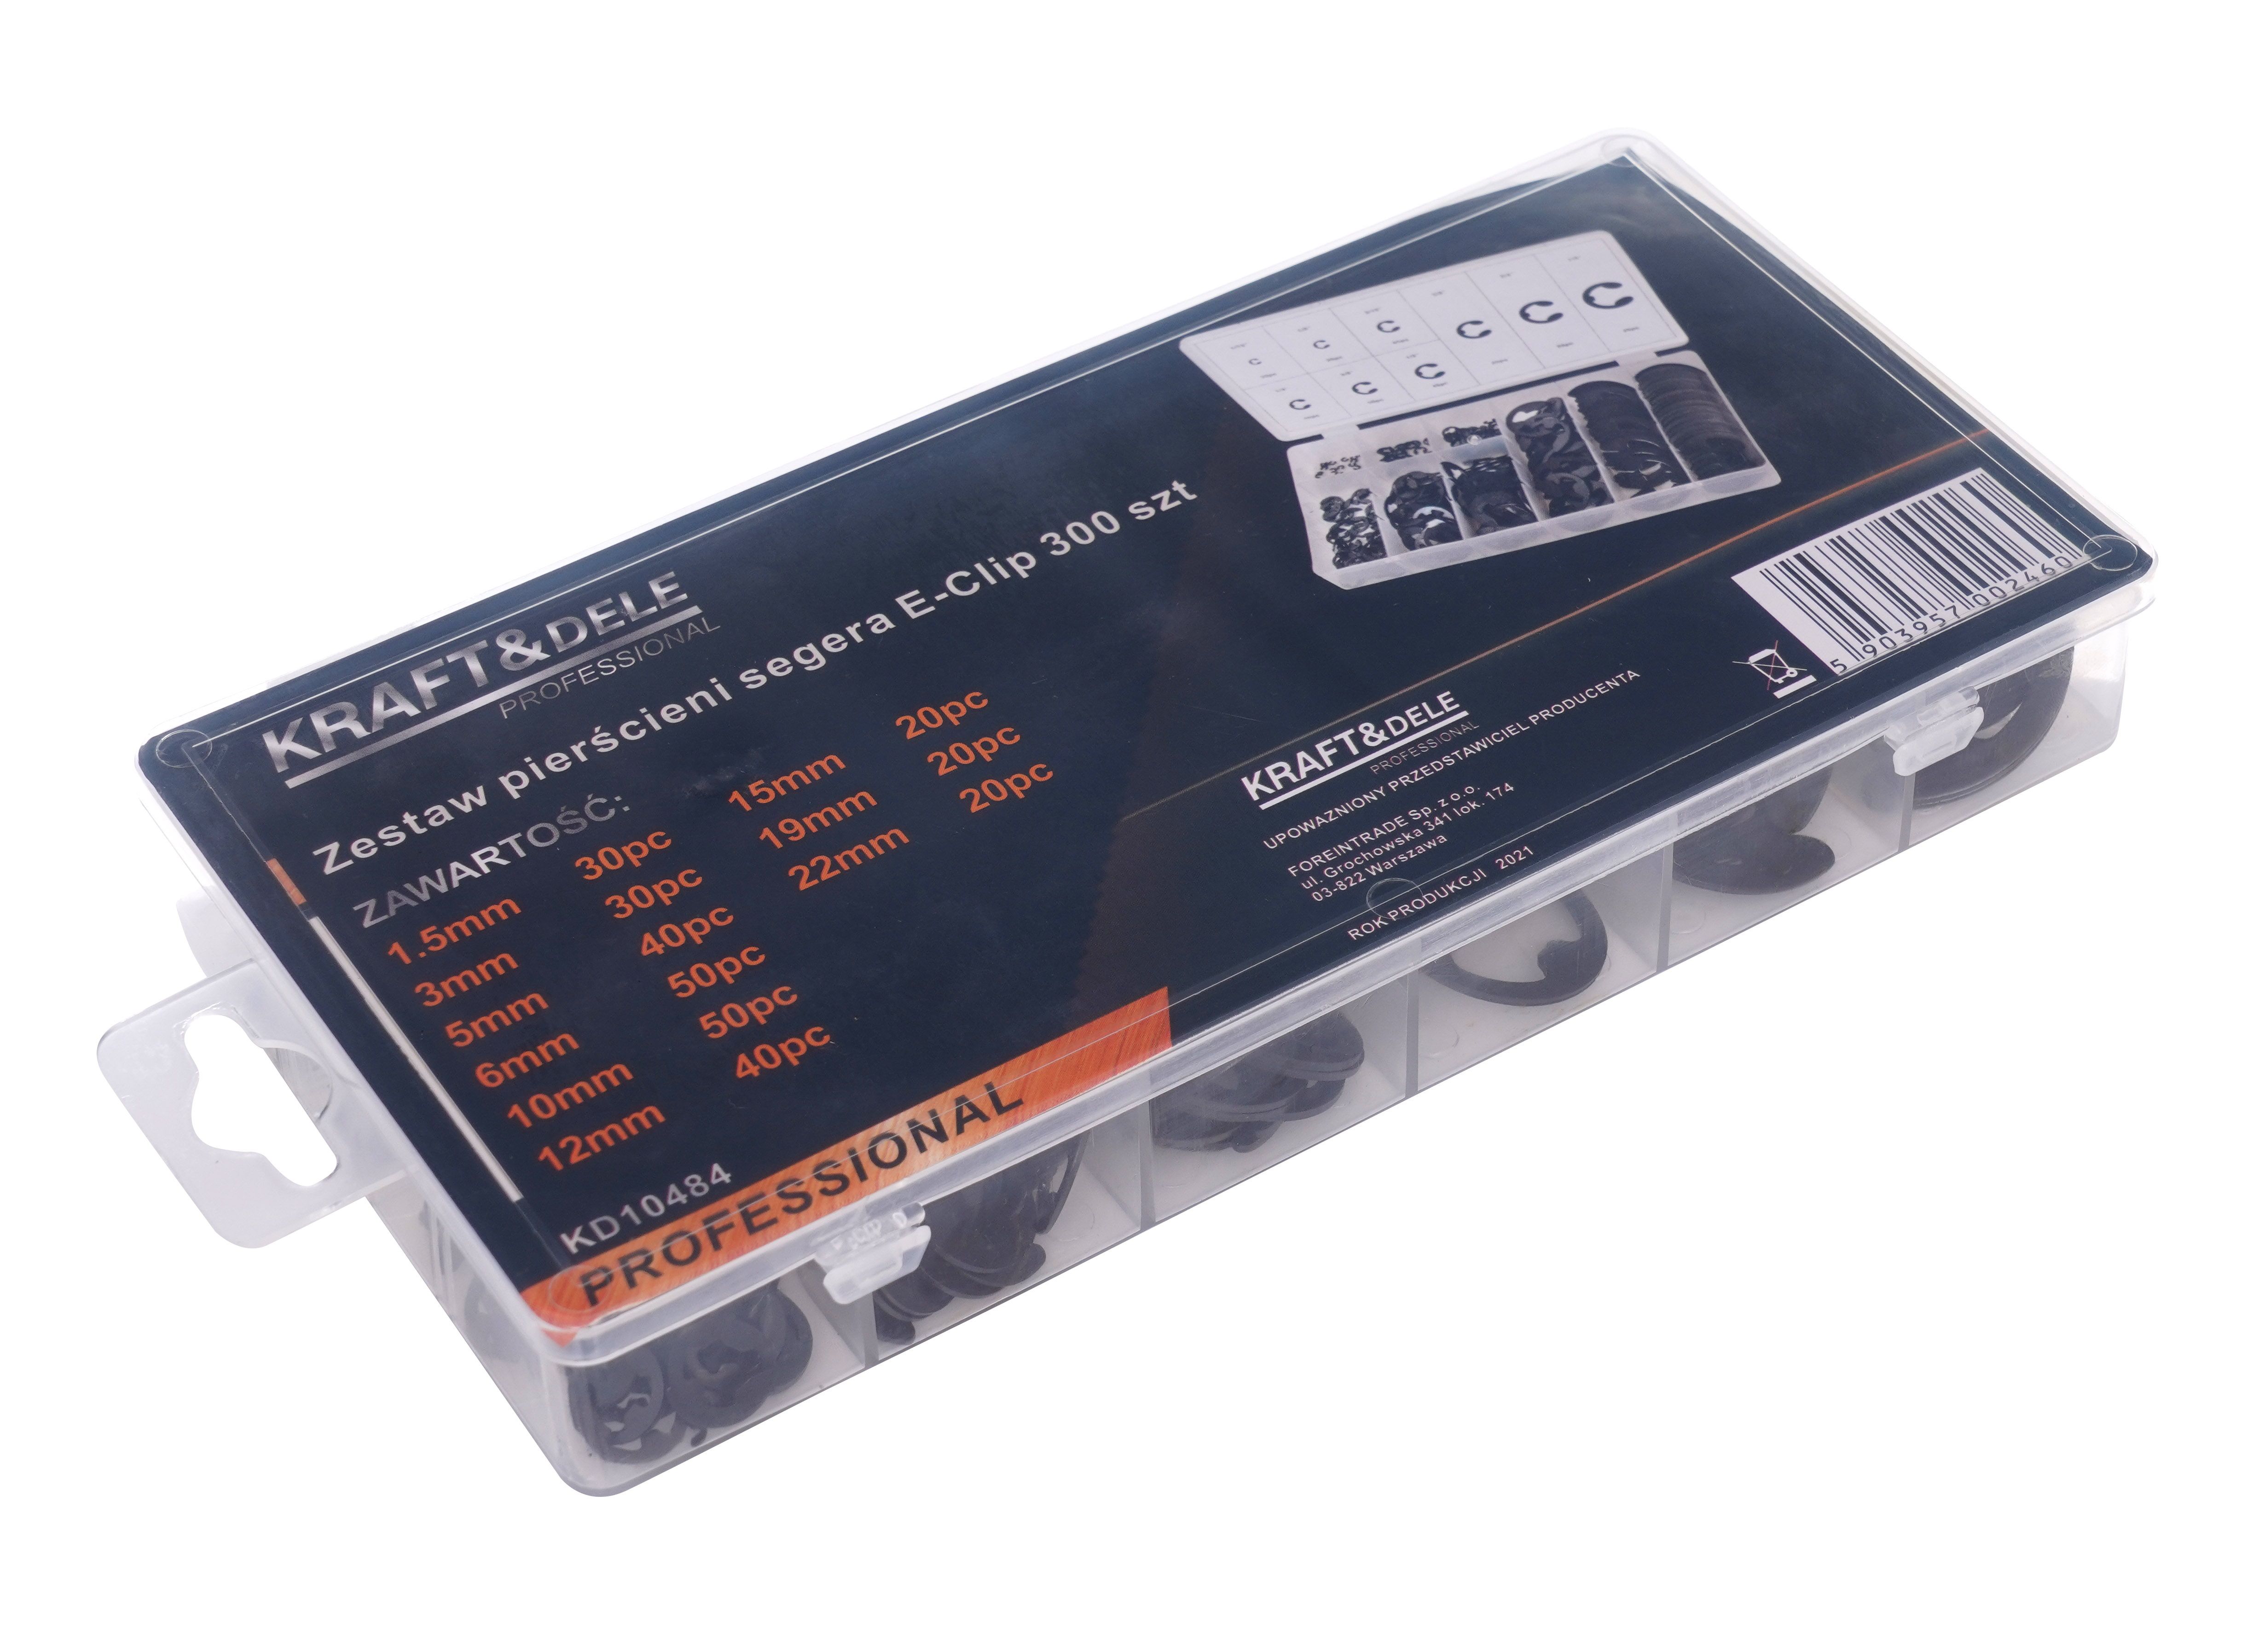 KRAFT&DELE
PROFESSIONAL
Zestaw pierścieni segera E-Clip 300 szt
ZAWARTOŚĆ:
1.5mm 30pc 15mm 20pc
3mm 30pc 19mm 20pc
5mm 40pc 22mm 20pc
6mm 50pc
10mm 50pc
12mm 40pc
KD10484
PROFESSIONAL
KRAFT&DELE
PROFESSIONAL
UPOWAZNIONY PRZEDSTAWICIEL PRODUCENTA
FOREINTRADE Sp. z o.o.
ul. Grochowska 341 lok. 174
03-822 Warszawa
ROK PRODUKCJI 2021
5 903957 002460